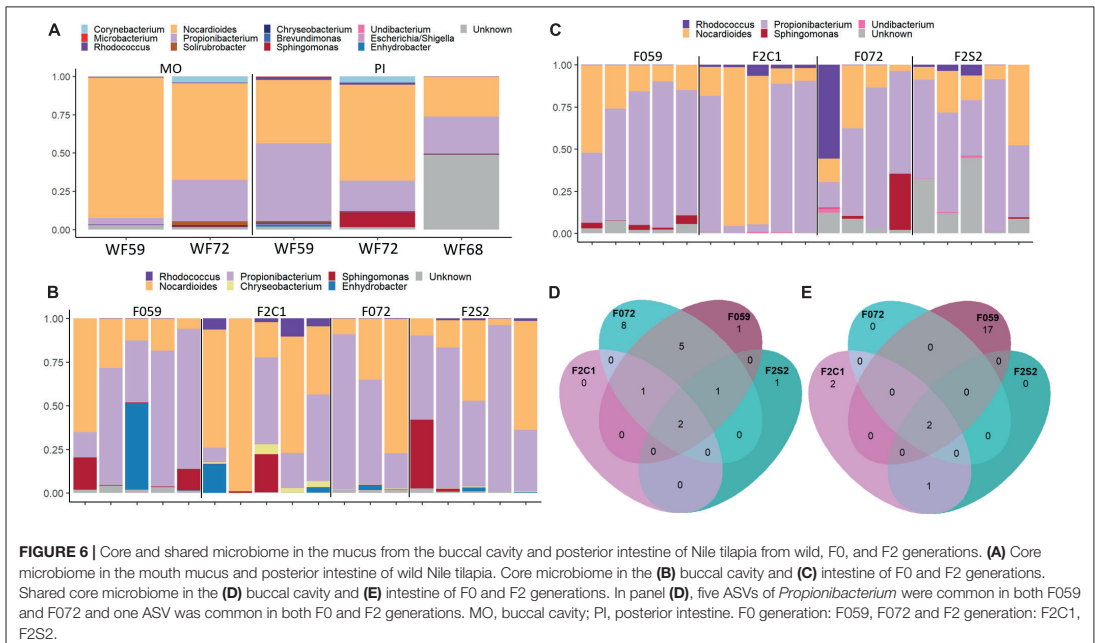 A
Corynebacterium Nocardioides Chryseobacterium Undibacterium Unknown
Microbacterium Propionibacterium Brevundimonas Escherichia/Shigella
Rhodococcus Solirubrobacter Sphingomonas Enhydrobacter
MO PI
1.00
0.75
0.50
0.25
0.00
WF59 WF72 WF59 WF72 WF68
B
Rhodococcus Propionibacterium Sphingomonas Unknown
Nocardioides Chryseobacterium Enhydrobacter
F059 F2C1 F072 F2S2
1.00
0.75
0.50
0.25
0.00
C
Rhodococcus Propionibacterium Undibacterium
Nocardioides Sphingomonas Unknown
F059 F2C1 F072 F2S2
1.00
0.75
0.50
0.25
0.00
D
F072 F059
8 1
5
F2C1 F2S2
0 0 1 0 1
1
2
0 0
0
0
0
E
F072 F059
0 17
0
F2C1 F2S2
2 0 0 0 0
0 0
2
0 0
0 0
1
FIGURE 6 | Core and shared microbiome in the mucus from the buccal cavity and posterior intestine of Nile tilapia from wild, F0, and F2 generations. (A) Core
microbiome in the mouth mucus and posterior intestine of wild Nile tilapia. Core microbiome in the (B) buccal cavity and (C) intestine of F0 and F2 generations.
Shared core microbiome in the (D) buccal cavity and (E) intestine of F0 and F2 generations. In panel (D), five ASVs of Propionibacterium were common in both F059
and F072 and one ASV was common in both F0 and F2 generations. MO, buccal cavity; PI, posterior intestine. F0 generation: F059, F072 and F2 generation: F2C1,
F2S2.